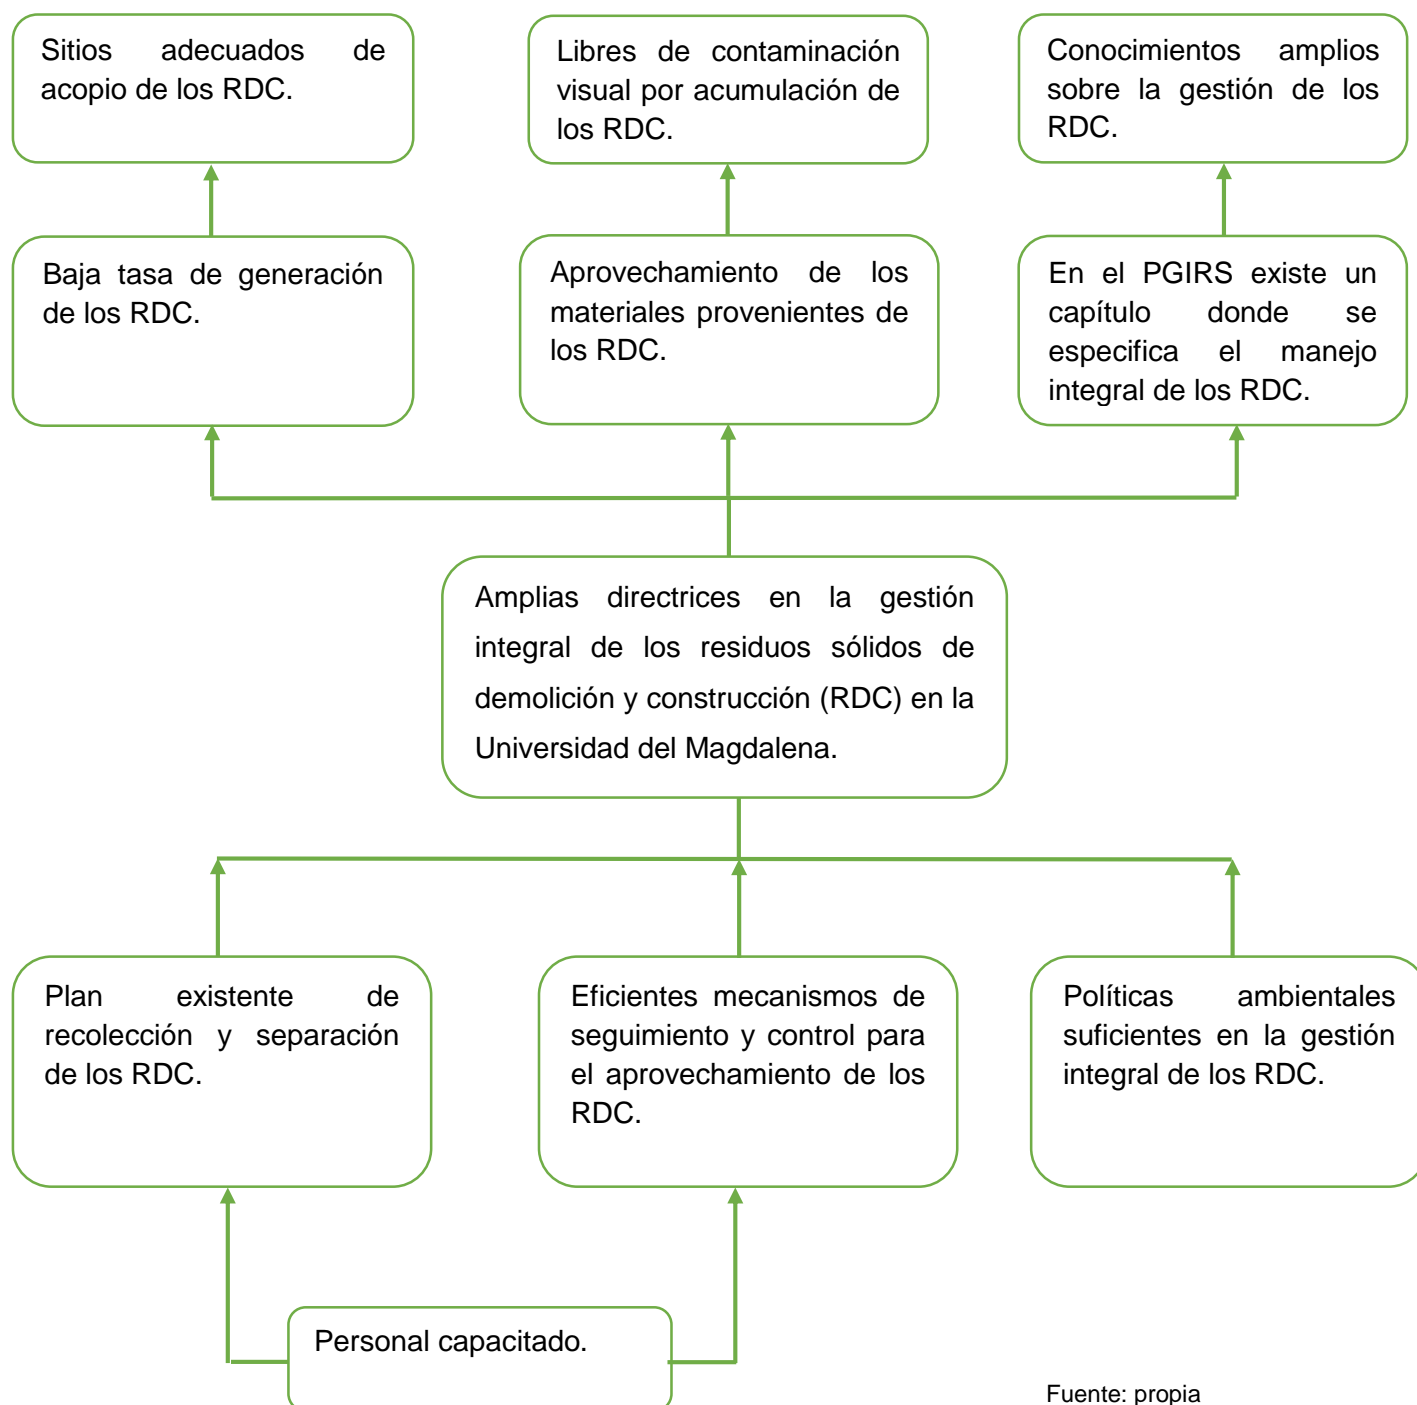 Sitios adecuados de
acopio de los RDC.
Libres de contaminación
visual por acumulación de
los RDC.
Conocimientos amplios
sobre la gestión de los
RDC.
Baja tasa de generación
de los RDC.
Aprovechamiento de los
materiales provenientes de
los RDC.
En el PGIRS existe un
capítulo donde se
especifica el manejo
integral de los RDC.
Amplias directrices en la gestión
integral de los residuos sólidos de
demolición y construcción (RDC) en la
Universidad del Magdalena.
Plan existente de
recolección y separación
de los RDC.
Eficientes mecanismos de
seguimiento y control para
el aprovechamiento de los
RDC.
Políticas ambientales
suficientes en la gestión
integral de los RDC.
Personal capacitado.
Fuente: propia